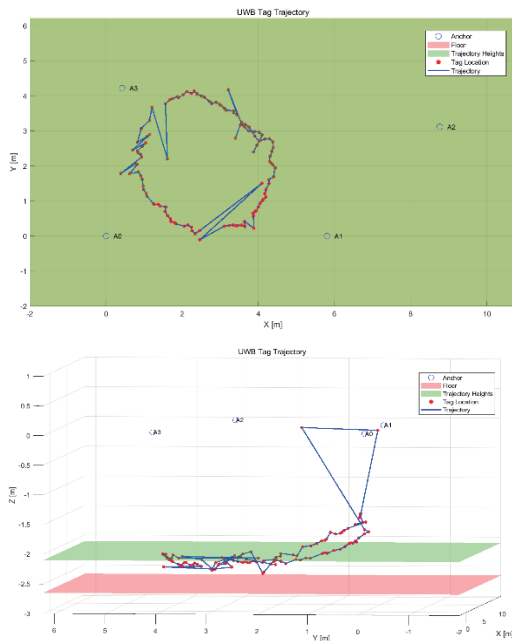 UWB Tag Trajectory
Anchor
Floor
Trajectory Heights
Tag Location
Trajectory
6
5
4
3
2
1
0
-1
-2
Y [m]
A3
A2
A0
A1
-2
0
2
4
6
8
10
X [m]
UWB Tag Trajectory
Anchor
Floor
Trajectory Heights
Tag Location
Trajectory
1
0.5
0
-0.5
-1
-1.5
-2
-2.5
-3
Z [m]
A3
A2
A0
A1
6
5
4
3
2
1
0
-1
-2
Y [m]
0
5
10
X [m]